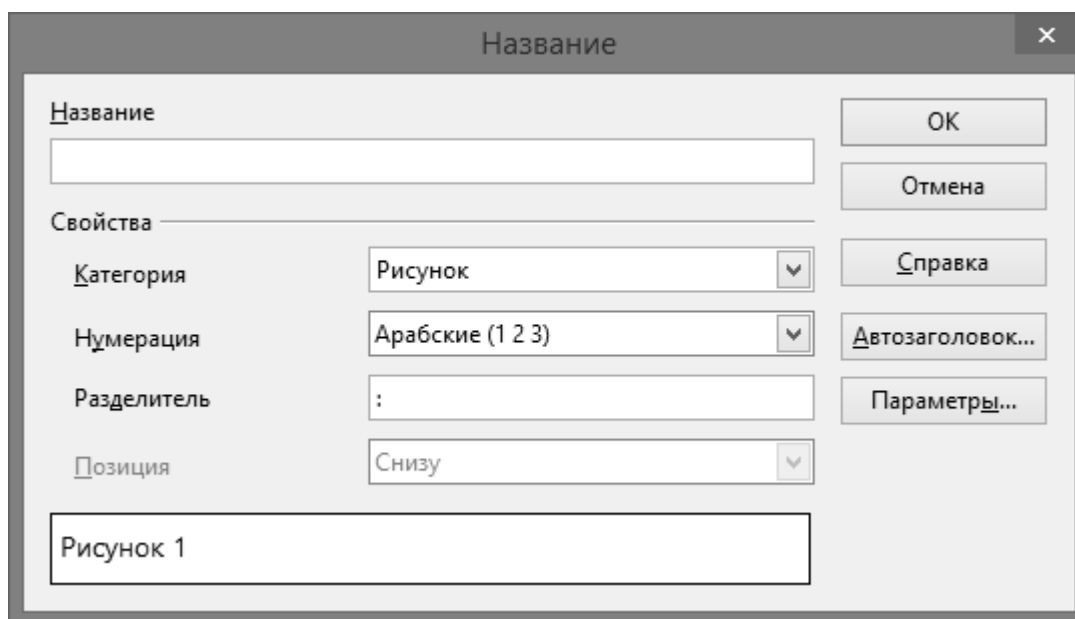 Название
Название
ОК
Отмена
Свойства
Категория
Рисунок
Справка
Нумерация
Арабские (1 2 3)
Автозаголовок...
Разделитель
:
Параметры...
Позиция
Снизу
Рисунок 1